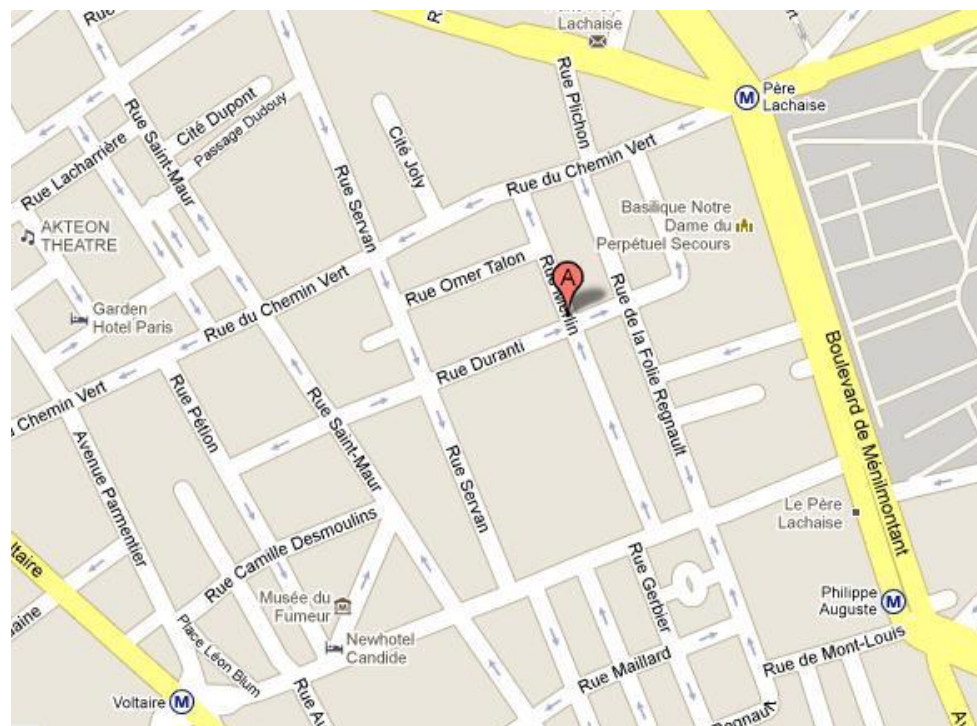 Lachaise
Rue Plichon
Père
Lachaise
Cité Dupont
Passage Dudouy
Rue Saint-Maur
Rue Lacharrière
Cité Joly
Rue Servan
Rue du Chemin Vert
Basilique Notre
Dame du
Perpétuel Secours
AKTEON
THEATRE
Rue Omer Talon
Rue Merlin
A
Rue de la Folie Regnault
Garden
Hotel Paris
Rue du Chemin Vert
Rue Duranti
Boulevard de Ménilmontant
Chemin Vert
Rue Pétion
Rue Saint-Maur
Avenue Parmentier
Rue Servan
Le Père
Lachaise
Rue Camille Desmoulins
Rue Gerbier
Musée du
Fumeur
Philippe
Auguste
M
Newhotel
Candide
Place Léon Blum
Rue Maillard
Rue de Mont-Louis
Voltaire
M